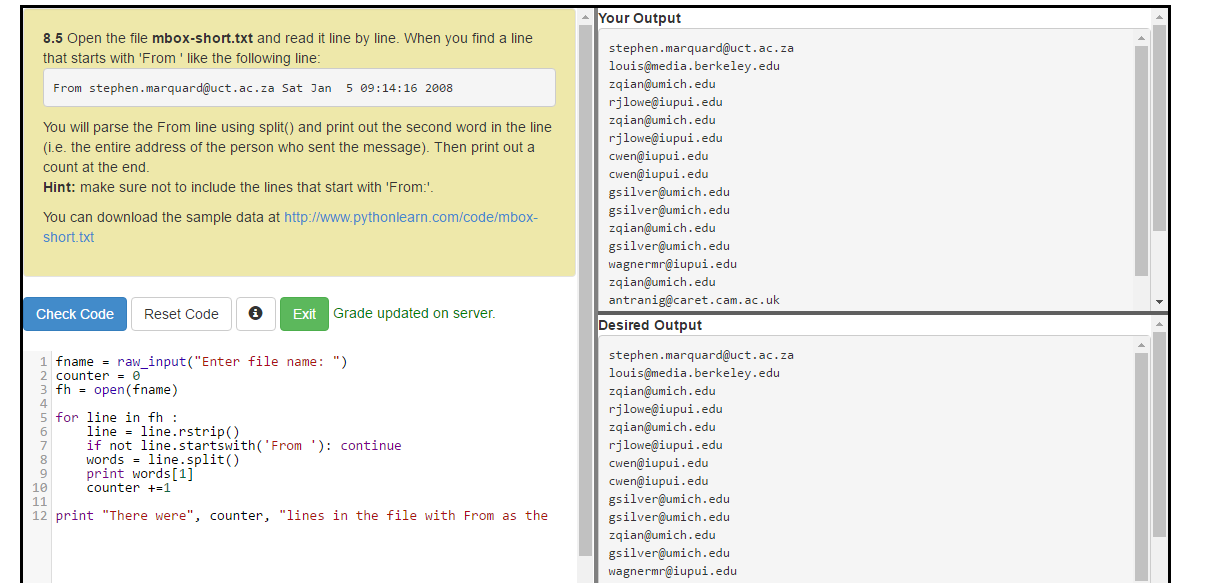 8.5 Open the file mbox-short.txt and read it line by line. When you find a line
that starts with 'From ' like the following line:
From stephen.marquard@uct.ac.za Sat Jan  5 09:14:16 2008
You will parse the From line using split() and print out the second word in the line
(i.e. the entire address of the person who sent the message). Then print out a
count at the end.
Hint: make sure not to include the lines that start with 'From:'.
You can download the sample data at http://www.pythonlearn.com/code/mbox-
short.txt
Check Code
Reset Code
Exit
Grade updated on server.
1 fname = raw_input("Enter file name: ")
2 counter = 0
3 fh = open(fname)
4
5 for line in fh :
6     line = line.rstrip()
7     if not line.startswith('From '): continue
8     words = line.split()
9     print words[1]
10     counter +=1
11
12 print "There were", counter, "lines in the file with From as the
Your Output
stephen.marquard@uct.ac.za
louis@media.berkeley.edu
zqian@umich.edu
rjlowe@iupui.edu
zqian@umich.edu
rjlowe@iupui.edu
cwen@iupui.edu
cwen@iupui.edu
gsilver@umich.edu
gsilver@umich.edu
zqian@umich.edu
gsilver@umich.edu
wagnermr@iupui.edu
zqian@umich.edu
antranig@caret.cam.ac.uk
Desired Output
stephen.marquard@uct.ac.za
louis@media.berkeley.edu
zqian@umich.edu
rjlowe@iupui.edu
zqian@umich.edu
rjlowe@iupui.edu
cwen@iupui.edu
cwen@iupui.edu
gsilver@umich.edu
gsilver@umich.edu
zqian@umich.edu
gsilver@umich.edu
wagnermr@iupui.edu